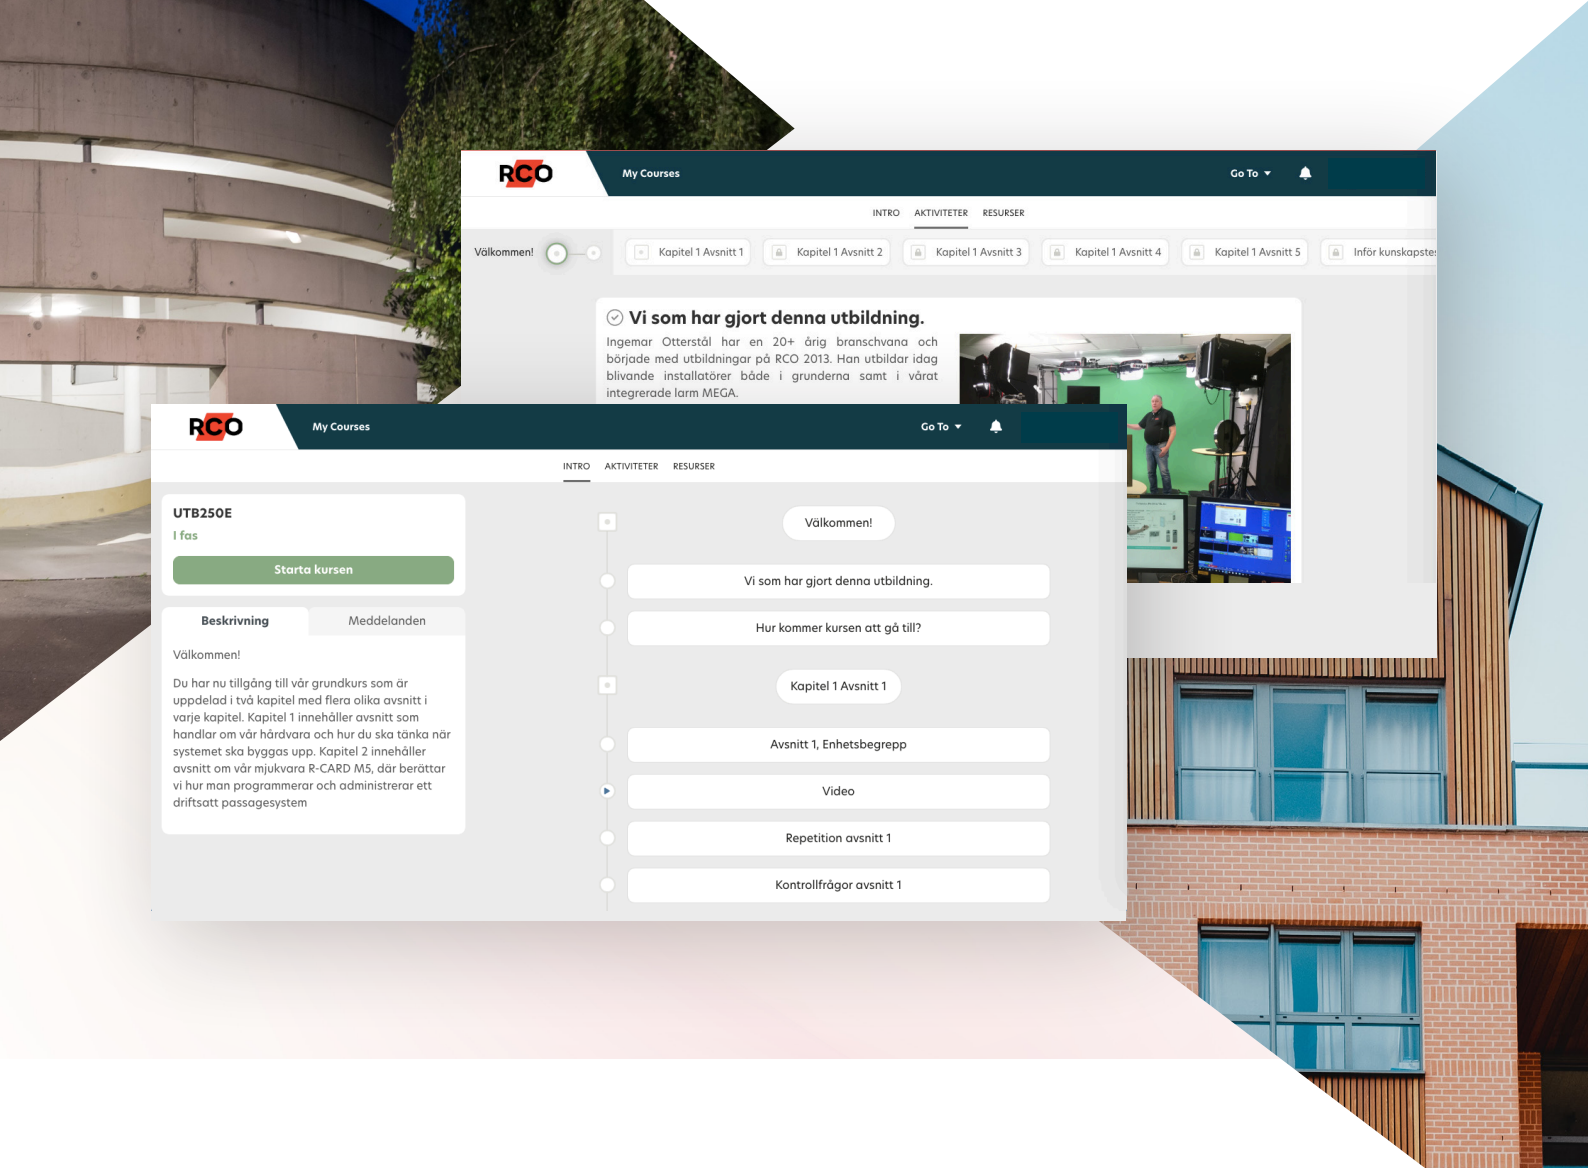 RCO
My Courses
Go To
INTRO AKTIVITETER RESURSER
Välkommen!
Kapitel 1 Avsnitt 1
Kapitel 1 Avsnitt 2
Kapitel 1 Avsnitt 3
Kapitel 1 Avsnitt 4
Kapitel 1 Avsnitt 5
Inför kunskapstes
Vi som har gjort denna utbildning.
Ingemar Otterstål har en 20+ årig branschvana och
började med utbildningar på RCO 2013. Han utbildar idag
blivande installatörer både i grunderna samt i vårat
integrerade larm MEGA.
RCO
My Courses
Go To
INTRO AKTIVITETER RESURSER
UTB250E
I fas
Starta kursen
Beskrivning
Meddelanden
Välkommen!
Du har nu tillgång till vår grundkurs som är
uppdelad i två kapitel med flera olika avsnitt i
varje kapitel. Kapitel 1 innehåller avsnitt som
handlar om vår hårdvara och hur du ska tänka när
systemet ska byggas upp. Kapitel 2 innehåller
avsnitt om vår mjukvara R-CARD M5, där berättar
vi hur man programmerar och administrerar ett
driftsatt passagesystem
Välkommen!
Vi som har gjort denna utbildning.
Hur kommer kursen att gå till?
Kapitel 1 Avsnitt 1
Avsnitt 1, Enhetsbegrepp
Video
Repetition avsnitt 1
Kontrollfrågor avsnitt 1